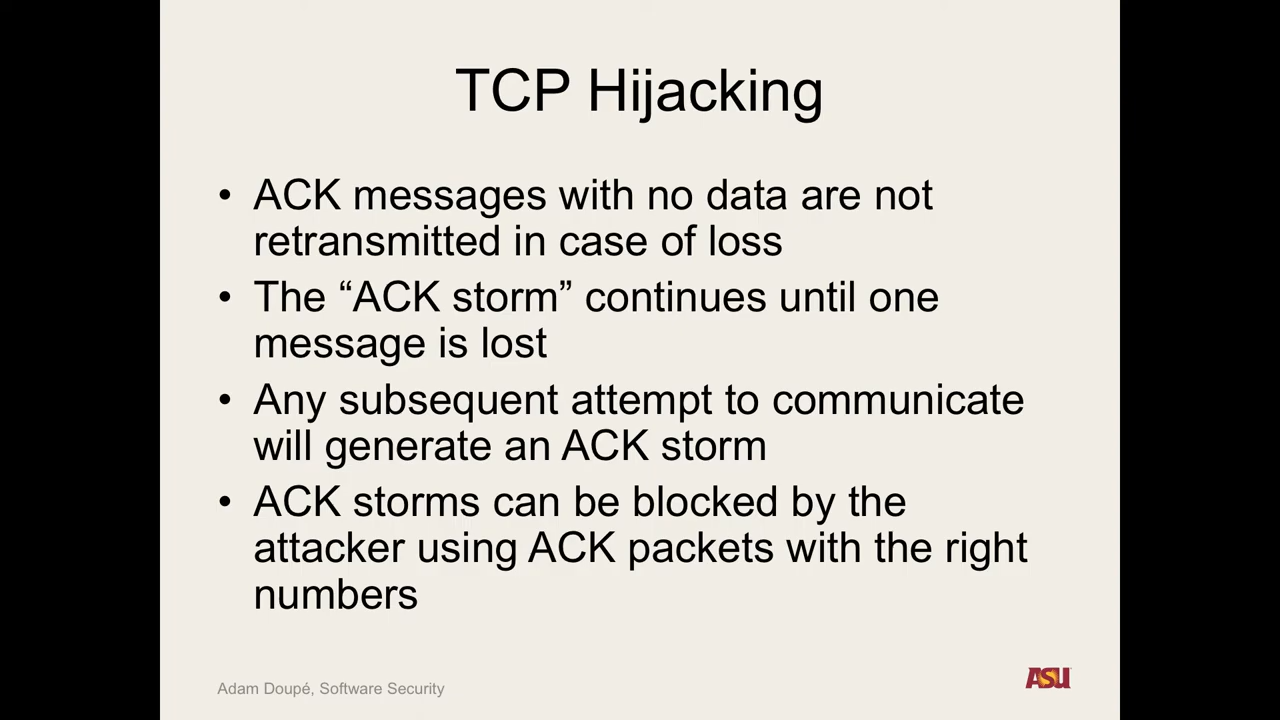 TCP Hijacking
• ACK messages with no data are not
retransmitted in case of loss
• The “ACK storm” continues until one
message is lost
• Any subsequent attempt to communicate
will generate an ACK storm
• ACK storms can be blocked by the
attacker using ACK packets with the right
numbers
Adam Doupé, Software Security
ASU